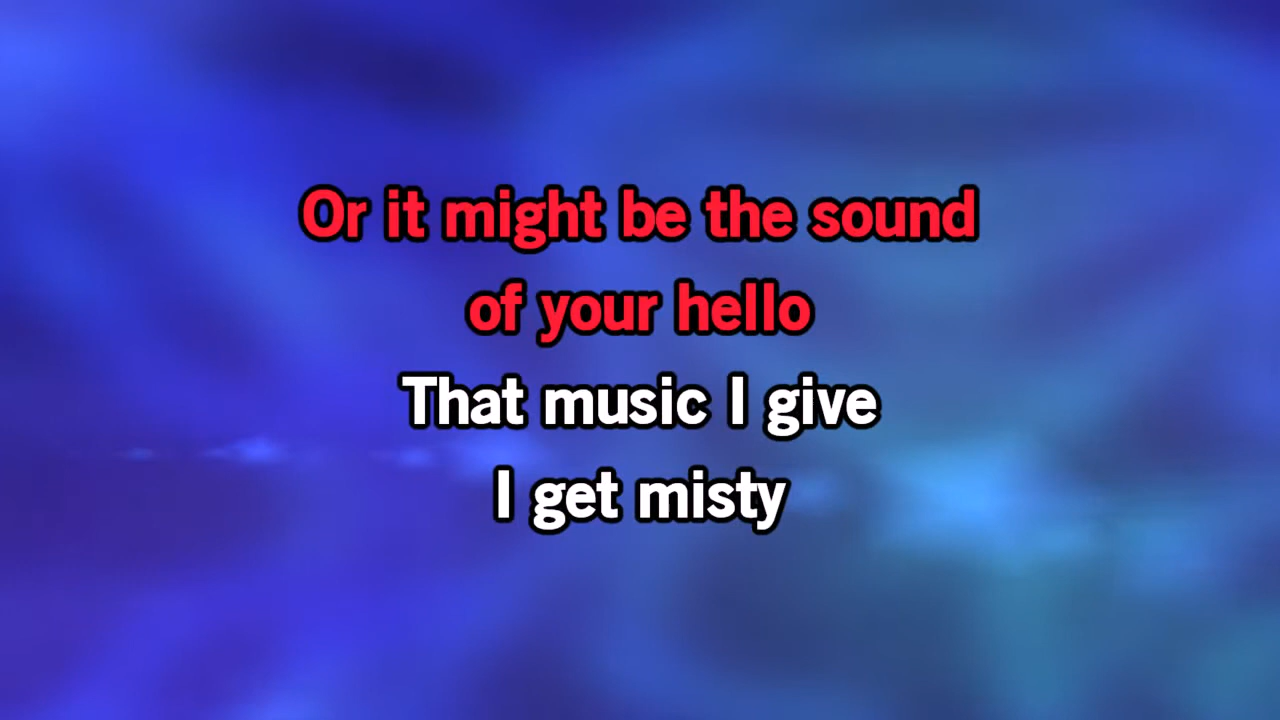 Or it might be the sound
of your hello
That music I give
I get misty